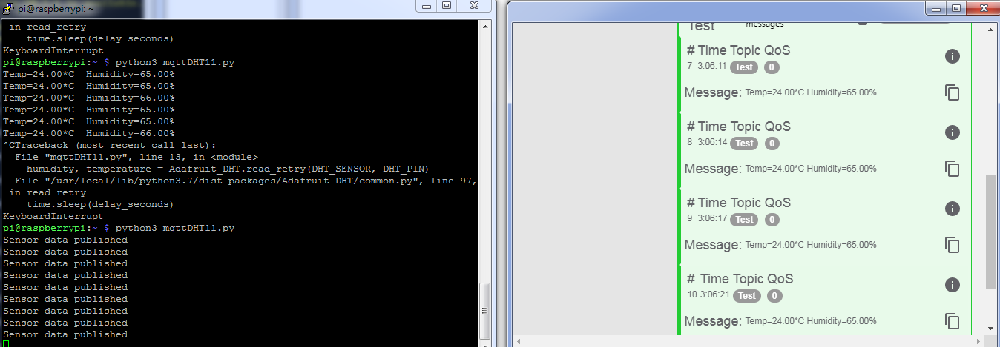 pi@raspberrypi: ~
in read_retry
time.sleep(delay_seconds)
KeyboardInterrupt
pi@raspberrypi:~ $ python3 mqttDHT11.py
Temp=24.00*C  Humidity=65.00%
Temp=24.00*C  Humidity=65.00%
Temp=24.00*C  Humidity=66.00%
Temp=24.00*C  Humidity=65.00%
Temp=24.00*C  Humidity=65.00%
Temp=24.00*C  Humidity=66.00%
^CTraceback (most recent call last):
File "mqttDHT11.py", line 13, in <module>
humidity, temperature = Adafruit_DHT.read_retry(DHT_SENSOR, DHT_PIN)
File "/usr/local/lib/python3.7/dist-packages/Adafruit_DHT/common.py", line 97,
in read_retry
time.sleep(delay_seconds)
KeyboardInterrupt
pi@raspberrypi:~ $ python3 mqttDHT11.py
Sensor data published
Sensor data published
Sensor data published
Sensor data published
Sensor data published
Sensor data published
Sensor data published
Sensor data published
Sensor data published
Test messages
# Time Topic QoS
7 3:06:11 Test 0
Message: Temp=24.00*C Humidity=65.00%
# Time Topic QoS
8 3:06:14 Test 0
Message: Temp=24.00*C Humidity=65.00%
# Time Topic QoS
9 3:06:17 Test 0
Message: Temp=24.00*C Humidity=65.00%
# Time Topic QoS
10 3:06:21 Test 0
Message: Temp=24.00*C Humidity=65.00%